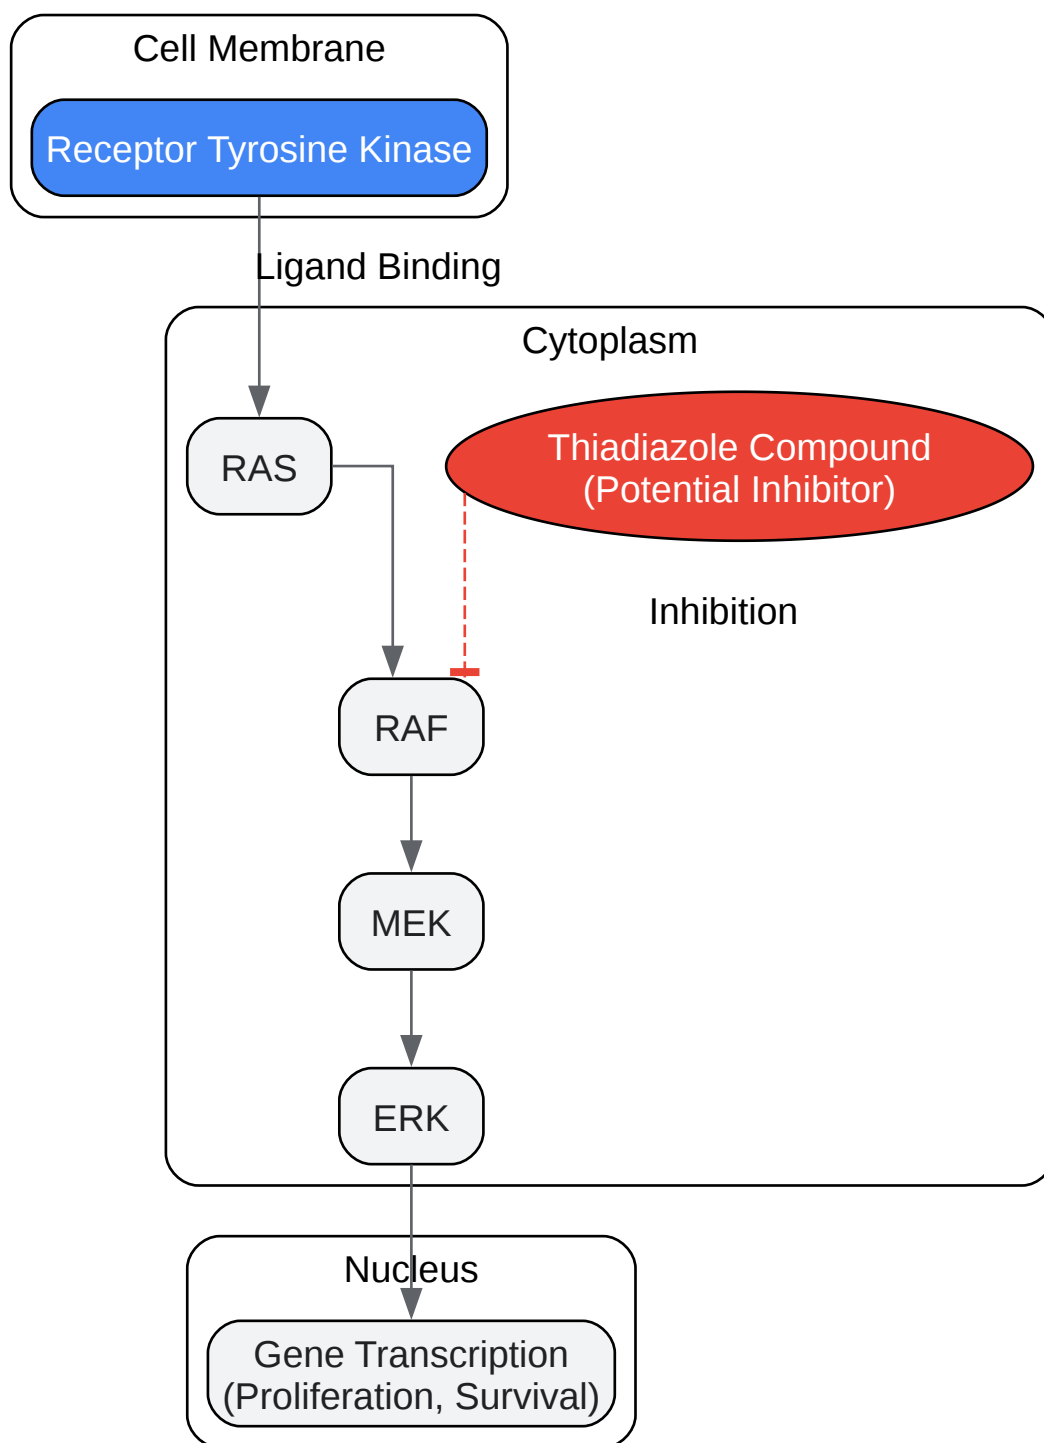 Cell Membrane
Receptor Tyrosine Kinase
Ligand Binding
Cytoplasm
RAS
Thiadiazole Compound
(Potential Inhibitor)
Inhibition
RAF
MEK
ERK
Nucleus
Gene Transcription
(Proliferation, Survival)